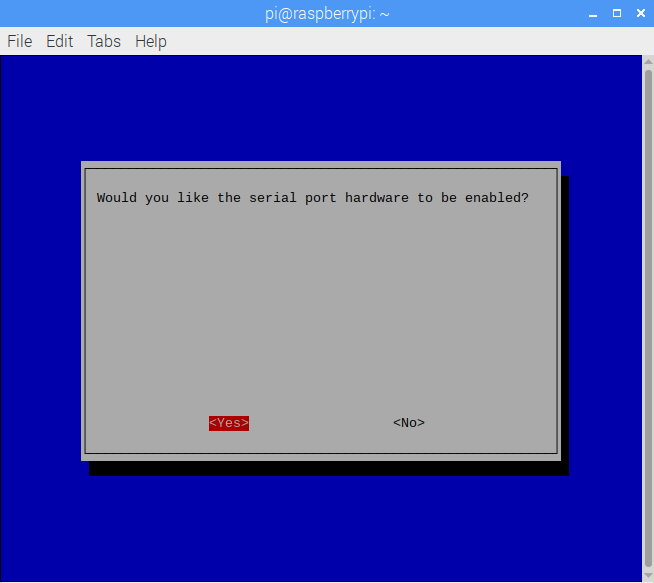 pi@raspberrypi: ~
File Edit Tabs Help
Would you like the serial port hardware to be enabled?
<Yes> <No>